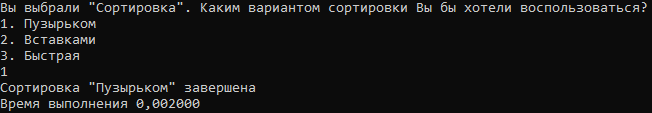 Вы выбрали "Сортировка". Каким вариантом сортировки Вы бы хотели воспользоваться?
1. Пузырьком
2. Вставками
3. Быстрая
1
Сортировка "Пузырьком" завершена
Время выполнения 0,002000